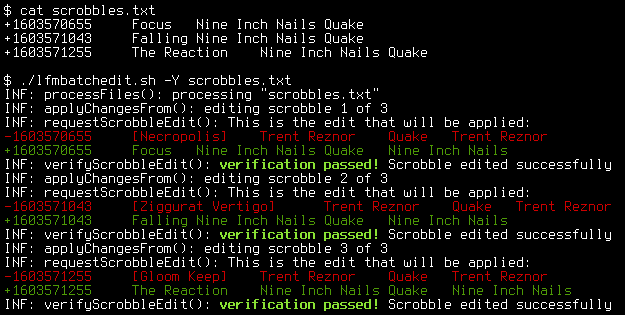 $ cat scrobbles.txt
+1603570655 Focus Nine Inch Nails Quake
+1603571043 Falling Nine Inch Nails Quake
+1603571255 The Reaction Nine Inch Nails Quake
$ ./lfmbatchedit.sh -Y scrobbles.txt
INF: processFiles(): processing "scrobbles.txt"
INF: applyChangesFrom(): editing scrobble 1 of 3
INF: requestScrobbleEdit(): This is the edit that will be applied:
-1603570655 [Necropolis] Trent Reznor Quake Trent Reznor
+1603570655 Focus Nine Inch Nails Quake Nine Inch Nails
INF: verifyScrobbleEdit(): verification passed! Scrobble edited successfully
INF: applyChangesFrom(): editing scrobble 2 of 3
INF: requestScrobbleEdit(): This is the edit that will be applied:
-1603571043 [Ziggurat Vertigo] Trent Reznor Quake Trent Reznor
+1603571043 Falling Nine Inch Nails Quake Nine Inch Nails
INF: verifyScrobbleEdit(): verification passed! Scrobble edited successfully
INF: applyChangesFrom(): editing scrobble 3 of 3
INF: requestScrobbleEdit(): This is the edit that will be applied:
-1603571255 [Gloom Keep] Trent Reznor Quake Trent Reznor
+1603571255 The Reaction Nine Inch Nails Quake Nine Inch Nails
INF: verifyScrobbleEdit(): verification passed! Scrobble edited successfully